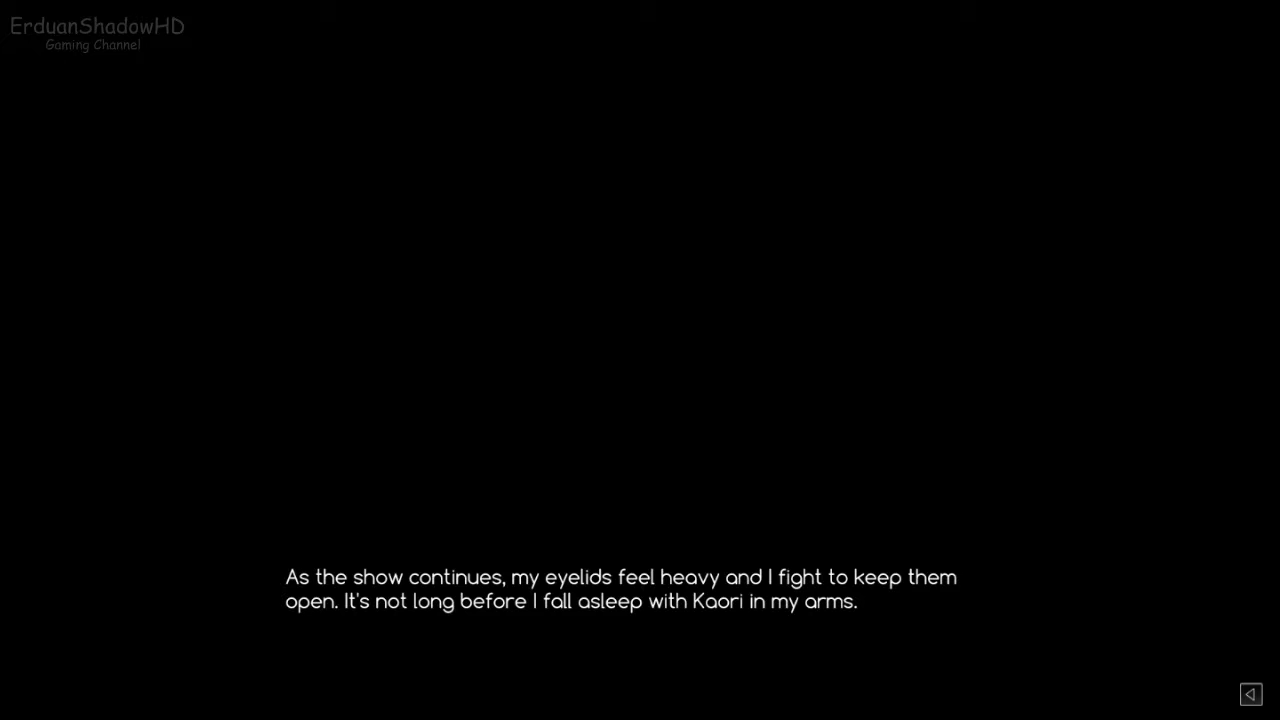 ErduanShadowHD
Gaming Channel
As the show continues, my eyelids feel heavy and I fight to keep them
open. It's not long before I fall asleep with Kaori in my arms.